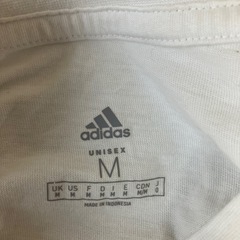 adidas
UNISEX
M
UK US F D I E CON J
M M M M M M M O
MADE IN INDONESIA